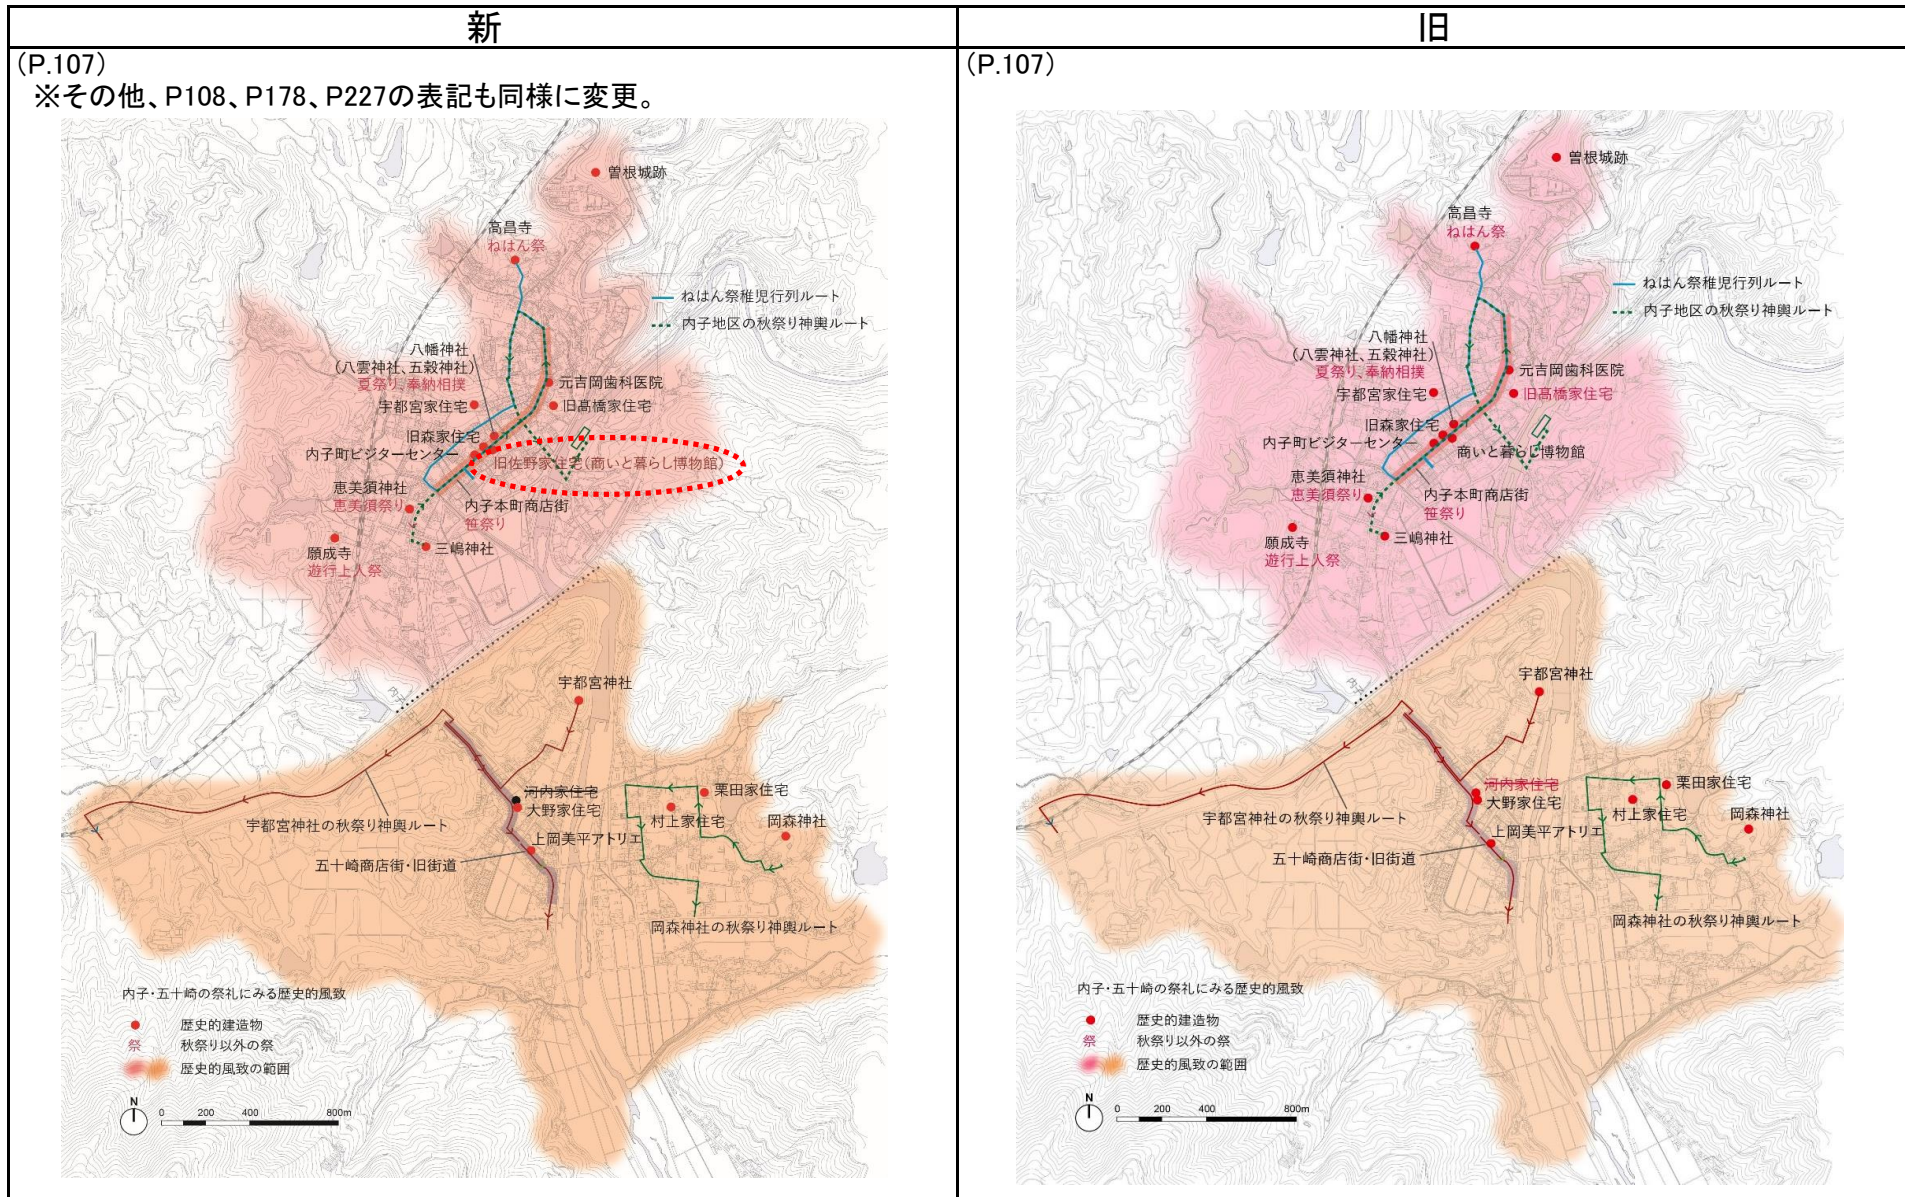 新
旧
（P.107）
※その他、P108、P178、P227の表記も同様に変更。
曽根城跡
高昌寺
ねはん祭
ねはん祭稚児行列ルート
内子地区の秋祭り神輿ルート
八幡神社
（八雲神社、五穀神社）
夏祭り、奉納相撲
元吉岡歯科医院
宇都宮家住宅
旧髙橋家住宅
旧森家住宅
内子町ビジターセンター
旧佐野家住宅（商いと暮らし博物館）
恵美須神社
恵美須祭り
内子本町商店街
笹祭り
願成寺
遊行上人祭
三嶋神社
宇都宮神社
河内家住宅
大野家住宅
栗田家住宅
村上家住宅
岡森神社
宇都宮神社の秋祭り神輿ルート
上岡美平アトリエ
五十崎商店街・旧街道
岡森神社の秋祭り神輿ルート
内子・五十崎の祭礼にみる歴史的風致
歴史的建造物
祭 秋祭り以外の祭
歴史的風致の範囲
N
0 200 400 800m
（P.107）
曽根城跡
高昌寺
ねはん祭
ねはん祭稚児行列ルート
内子地区の秋祭り神輿ルート
八幡神社
（八雲神社、五穀神社）
夏祭り、奉納相撲
元吉岡歯科医院
宇都宮家住宅
旧髙橋家住宅
旧森家住宅
内子町ビジターセンター
商いと暮らし博物館
恵美須神社
恵美須祭り
内子本町商店街
笹祭り
願成寺
遊行上人祭
三嶋神社
宇都宮神社
河内家住宅
大野家住宅
栗田家住宅
村上家住宅
岡森神社
宇都宮神社の秋祭り神輿ルート
上岡美平アトリエ
五十崎商店街・旧街道
岡森神社の秋祭り神輿ルート
内子・五十崎の祭礼にみる歴史的風致
歴史的建造物
祭 秋祭り以外の祭
歴史的風致の範囲
N
0 200 400 800m